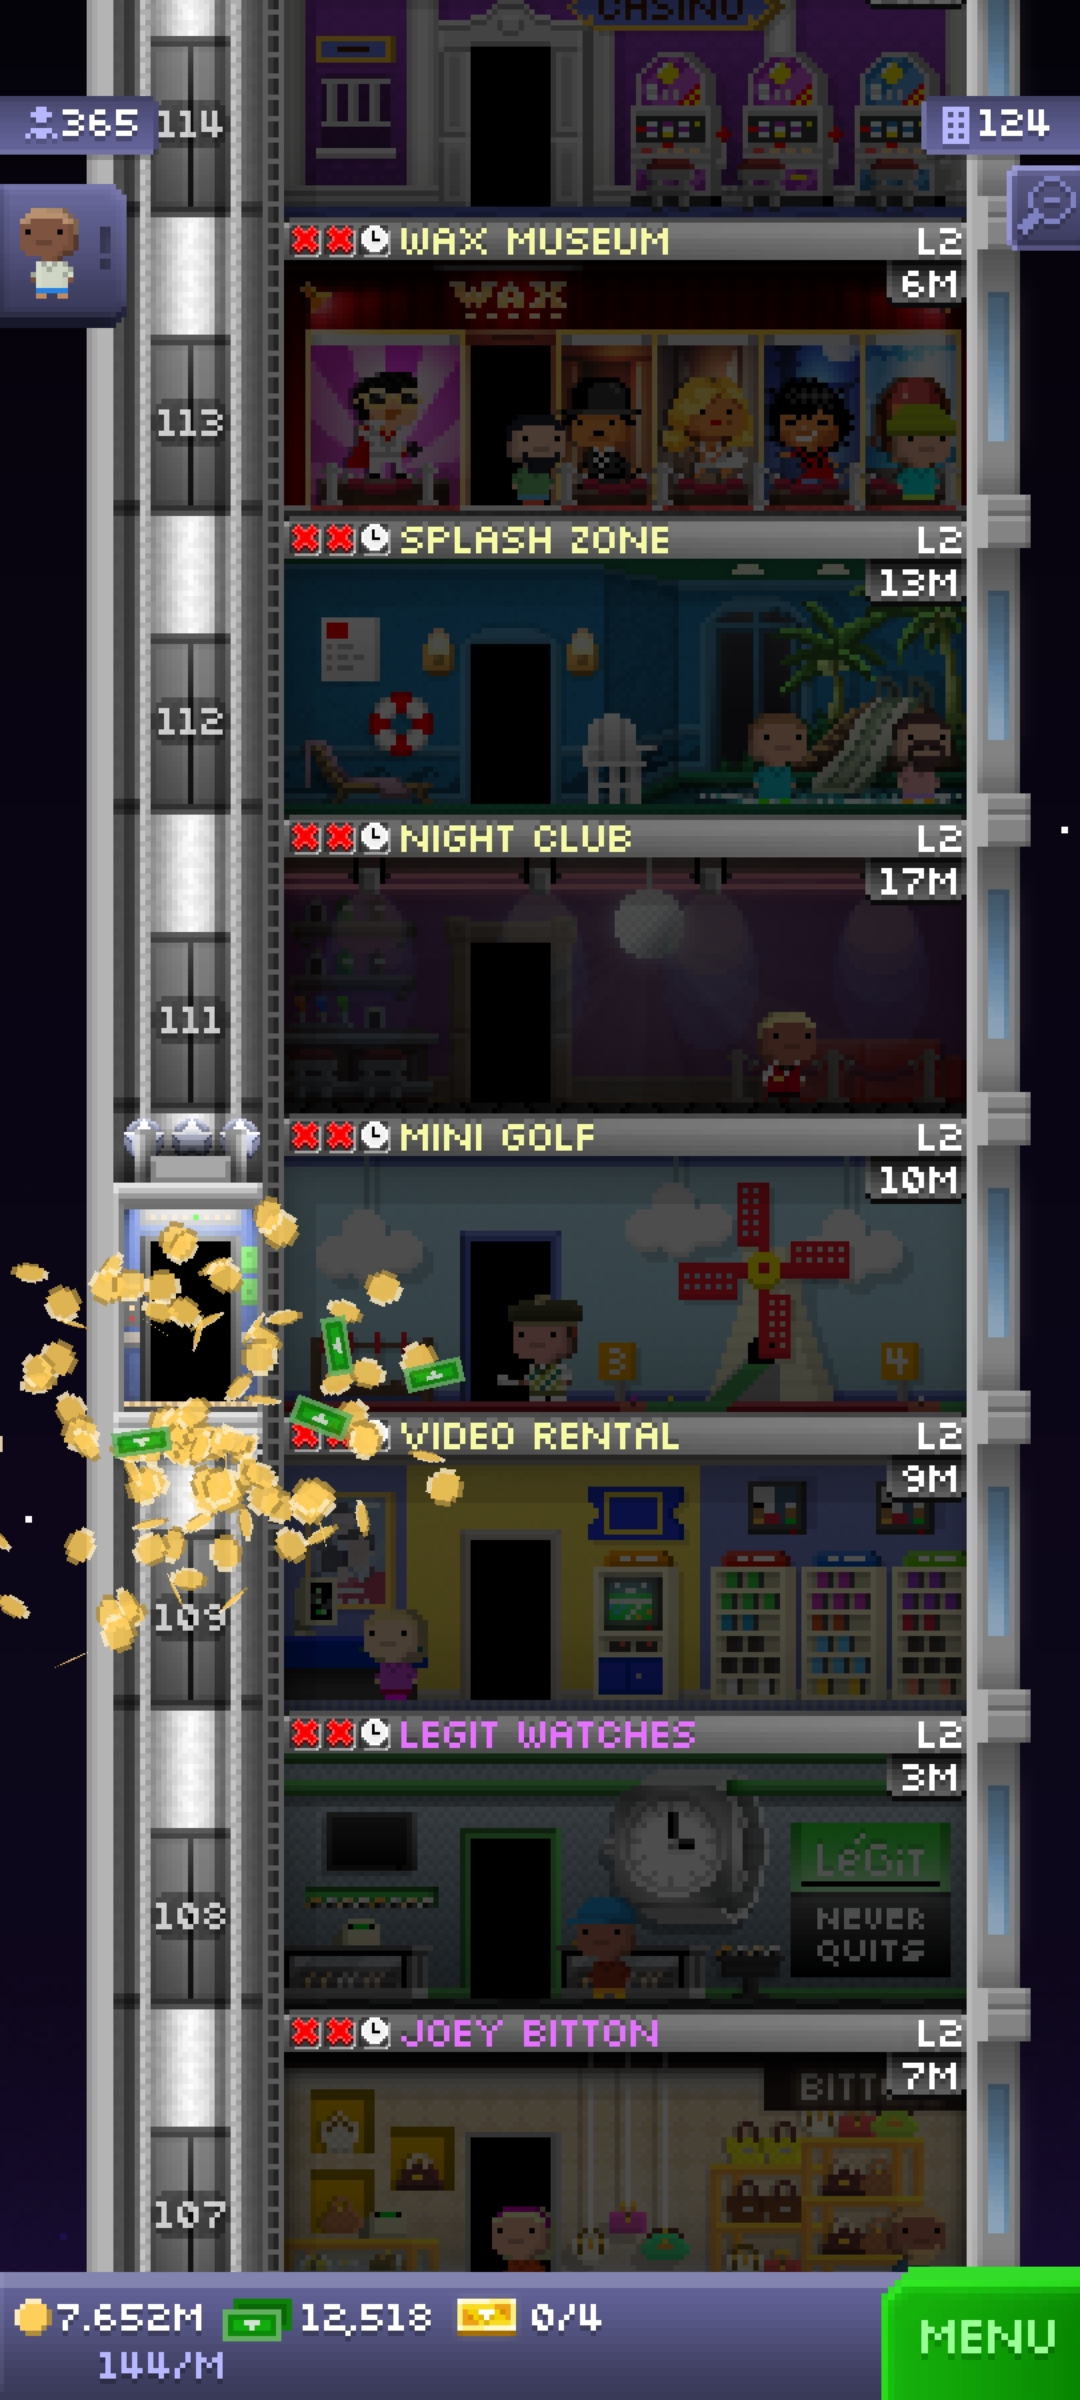 CASINO
365
114
124
WAX MUSEUM L2
6M
WAX
113
SPLASH ZONE L2
13M
112
NIGHT CLUB L2
17M
111
MINI GOLF L2
10M
3
4
VIDEO RENTAL L2
9M
109
LEGIT WATCHES L2
3M
LéGiT
NEVER
QUITS
108
JOEY BITTON L2
7M
107
7.652M 12,518 0/4
144/M
MENU